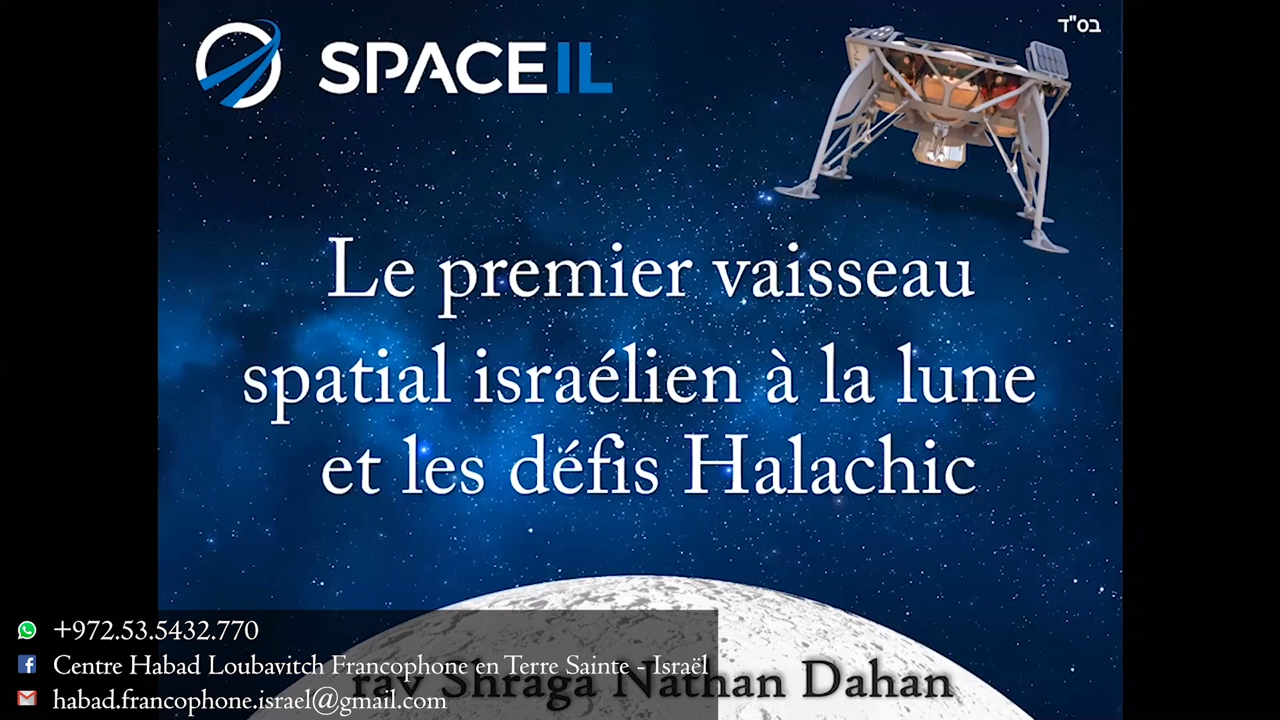 בס"ד
SPACEIL
Le premier vaisseau
spatial israélien à la lune
et les défis Halachic
rav Shraga Nathan Dahan
+972.53.5432.770
Centre Habad Loubavitch Francophone en Terre Sainte - Israël
habad.francophone.israel@gmail.com